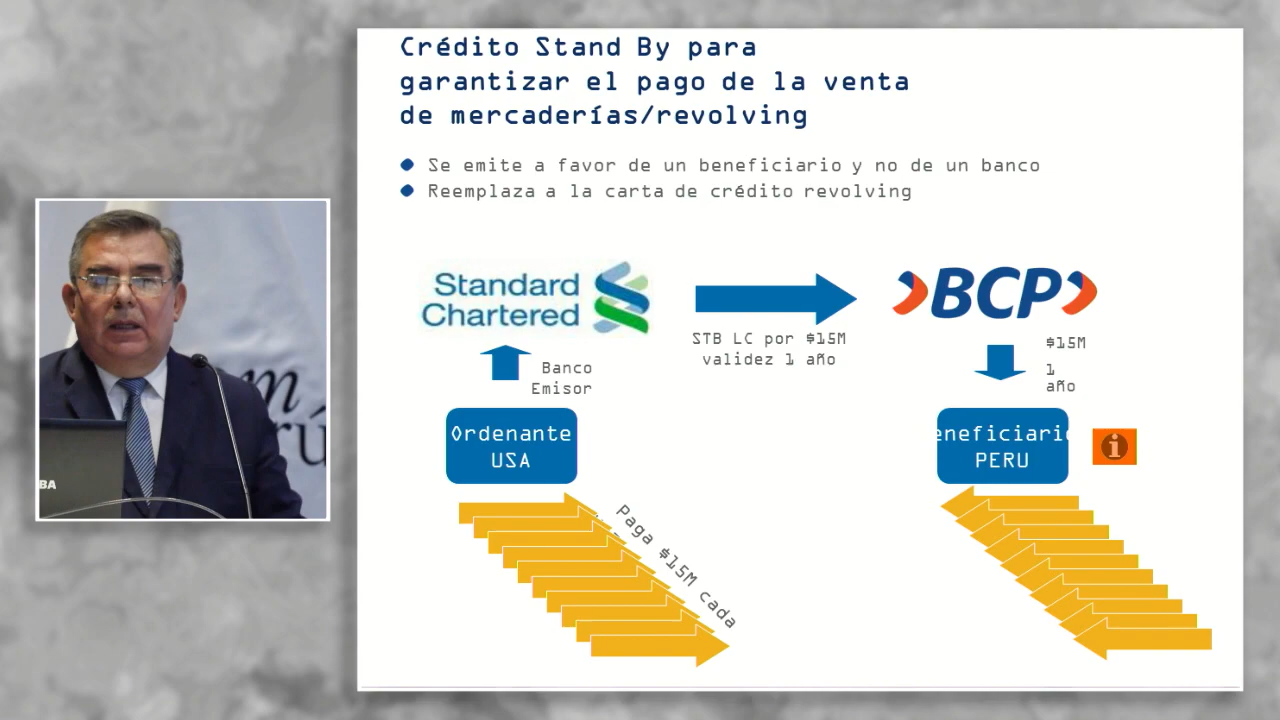 Crédito Stand By para
garantizar el pago de la venta
de mercaderías/revolving
Se emite a favor de un beneficiario y no de un banco
Reemplaza a la carta de crédito revolving
Standard
Chartered
BCP
STB LC por $15M
validez 1 año
$15M
1
año
Banco
Emisor
Ordenante
USA
eneficiari
PERU
Paga $15M cada
BA